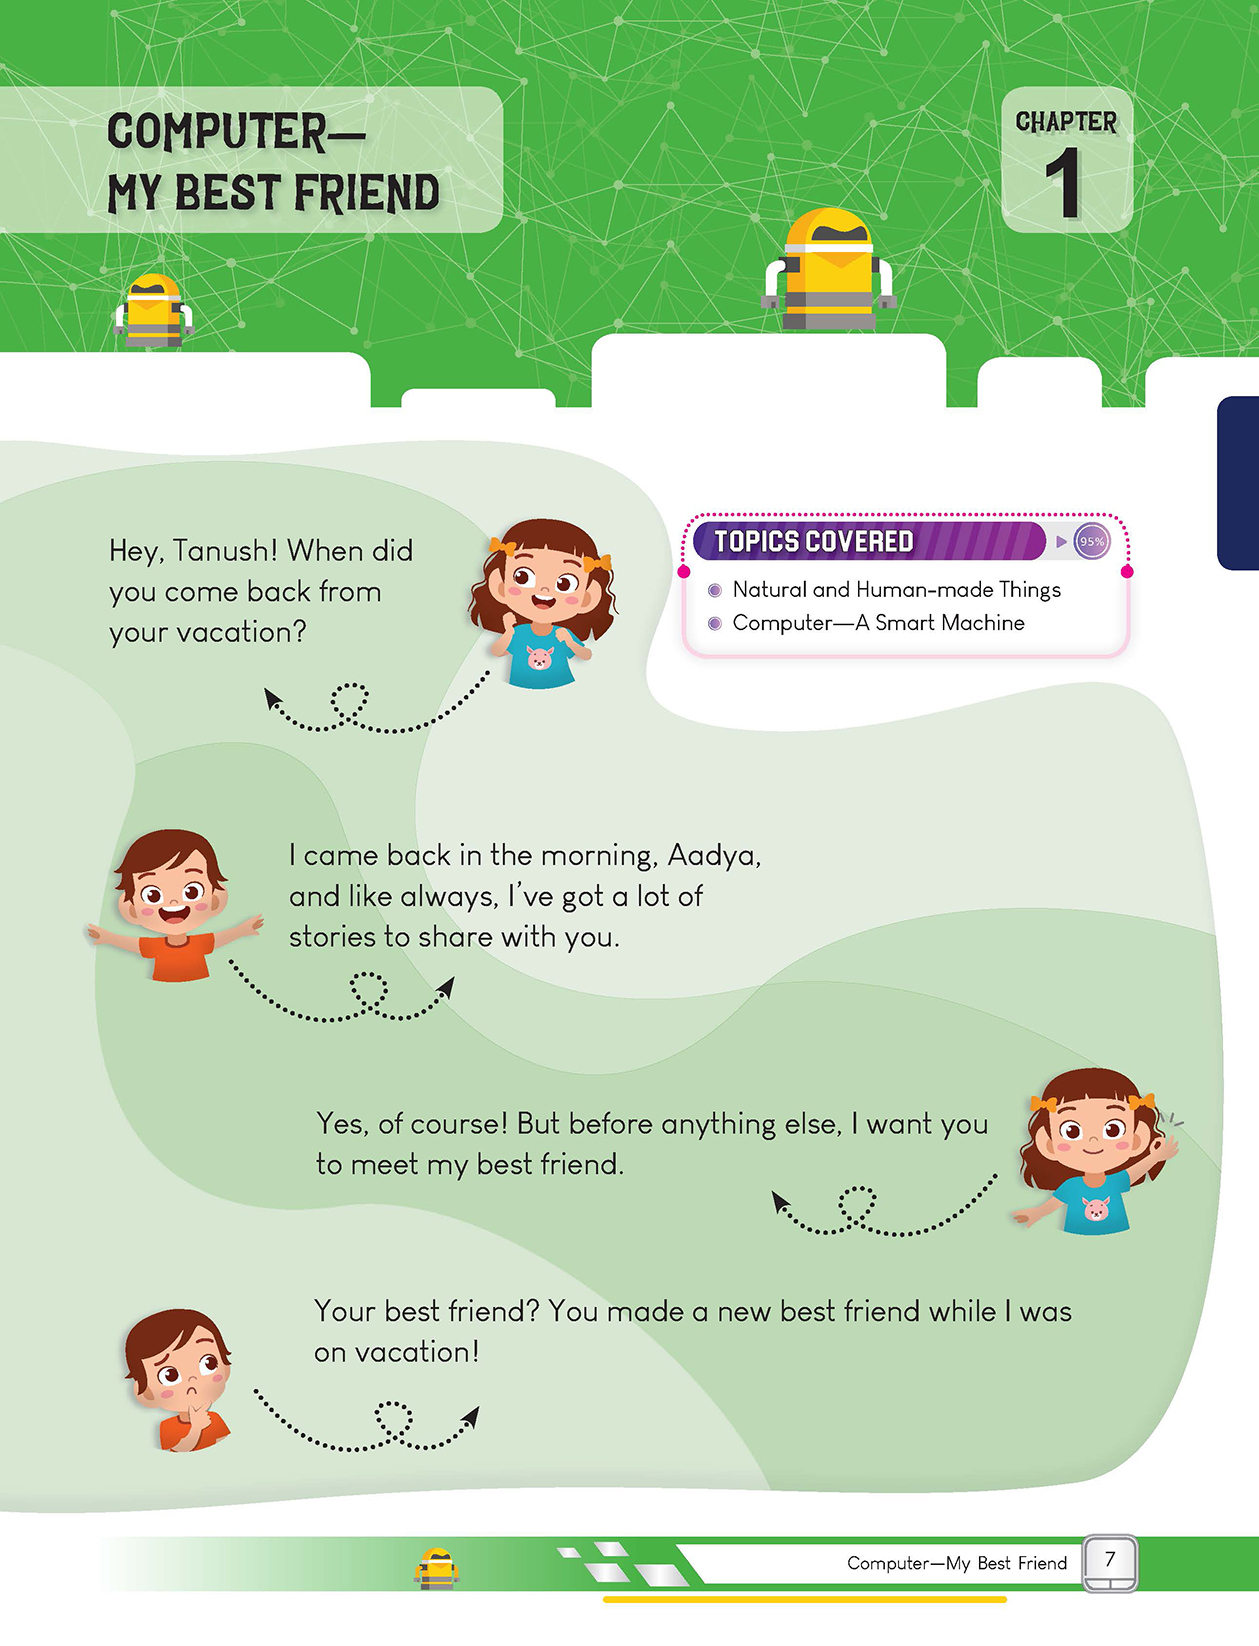 COMPUTER—
MY BEST FRIEND
CHAPTER
1
Hey, Tanush! When did
you come back from
your vacation?
TOPICS COVERED
95%
Natural and Human-made Things
Computer—A Smart Machine
I came back in the morning, Aadya,
and like always, I've got a lot of
stories to share with you.
Yes, of course! But before anything else, I want you
to meet my best friend.
Your best friend? You made a new best friend while I was
on vacation!
Computer—My Best Friend
7